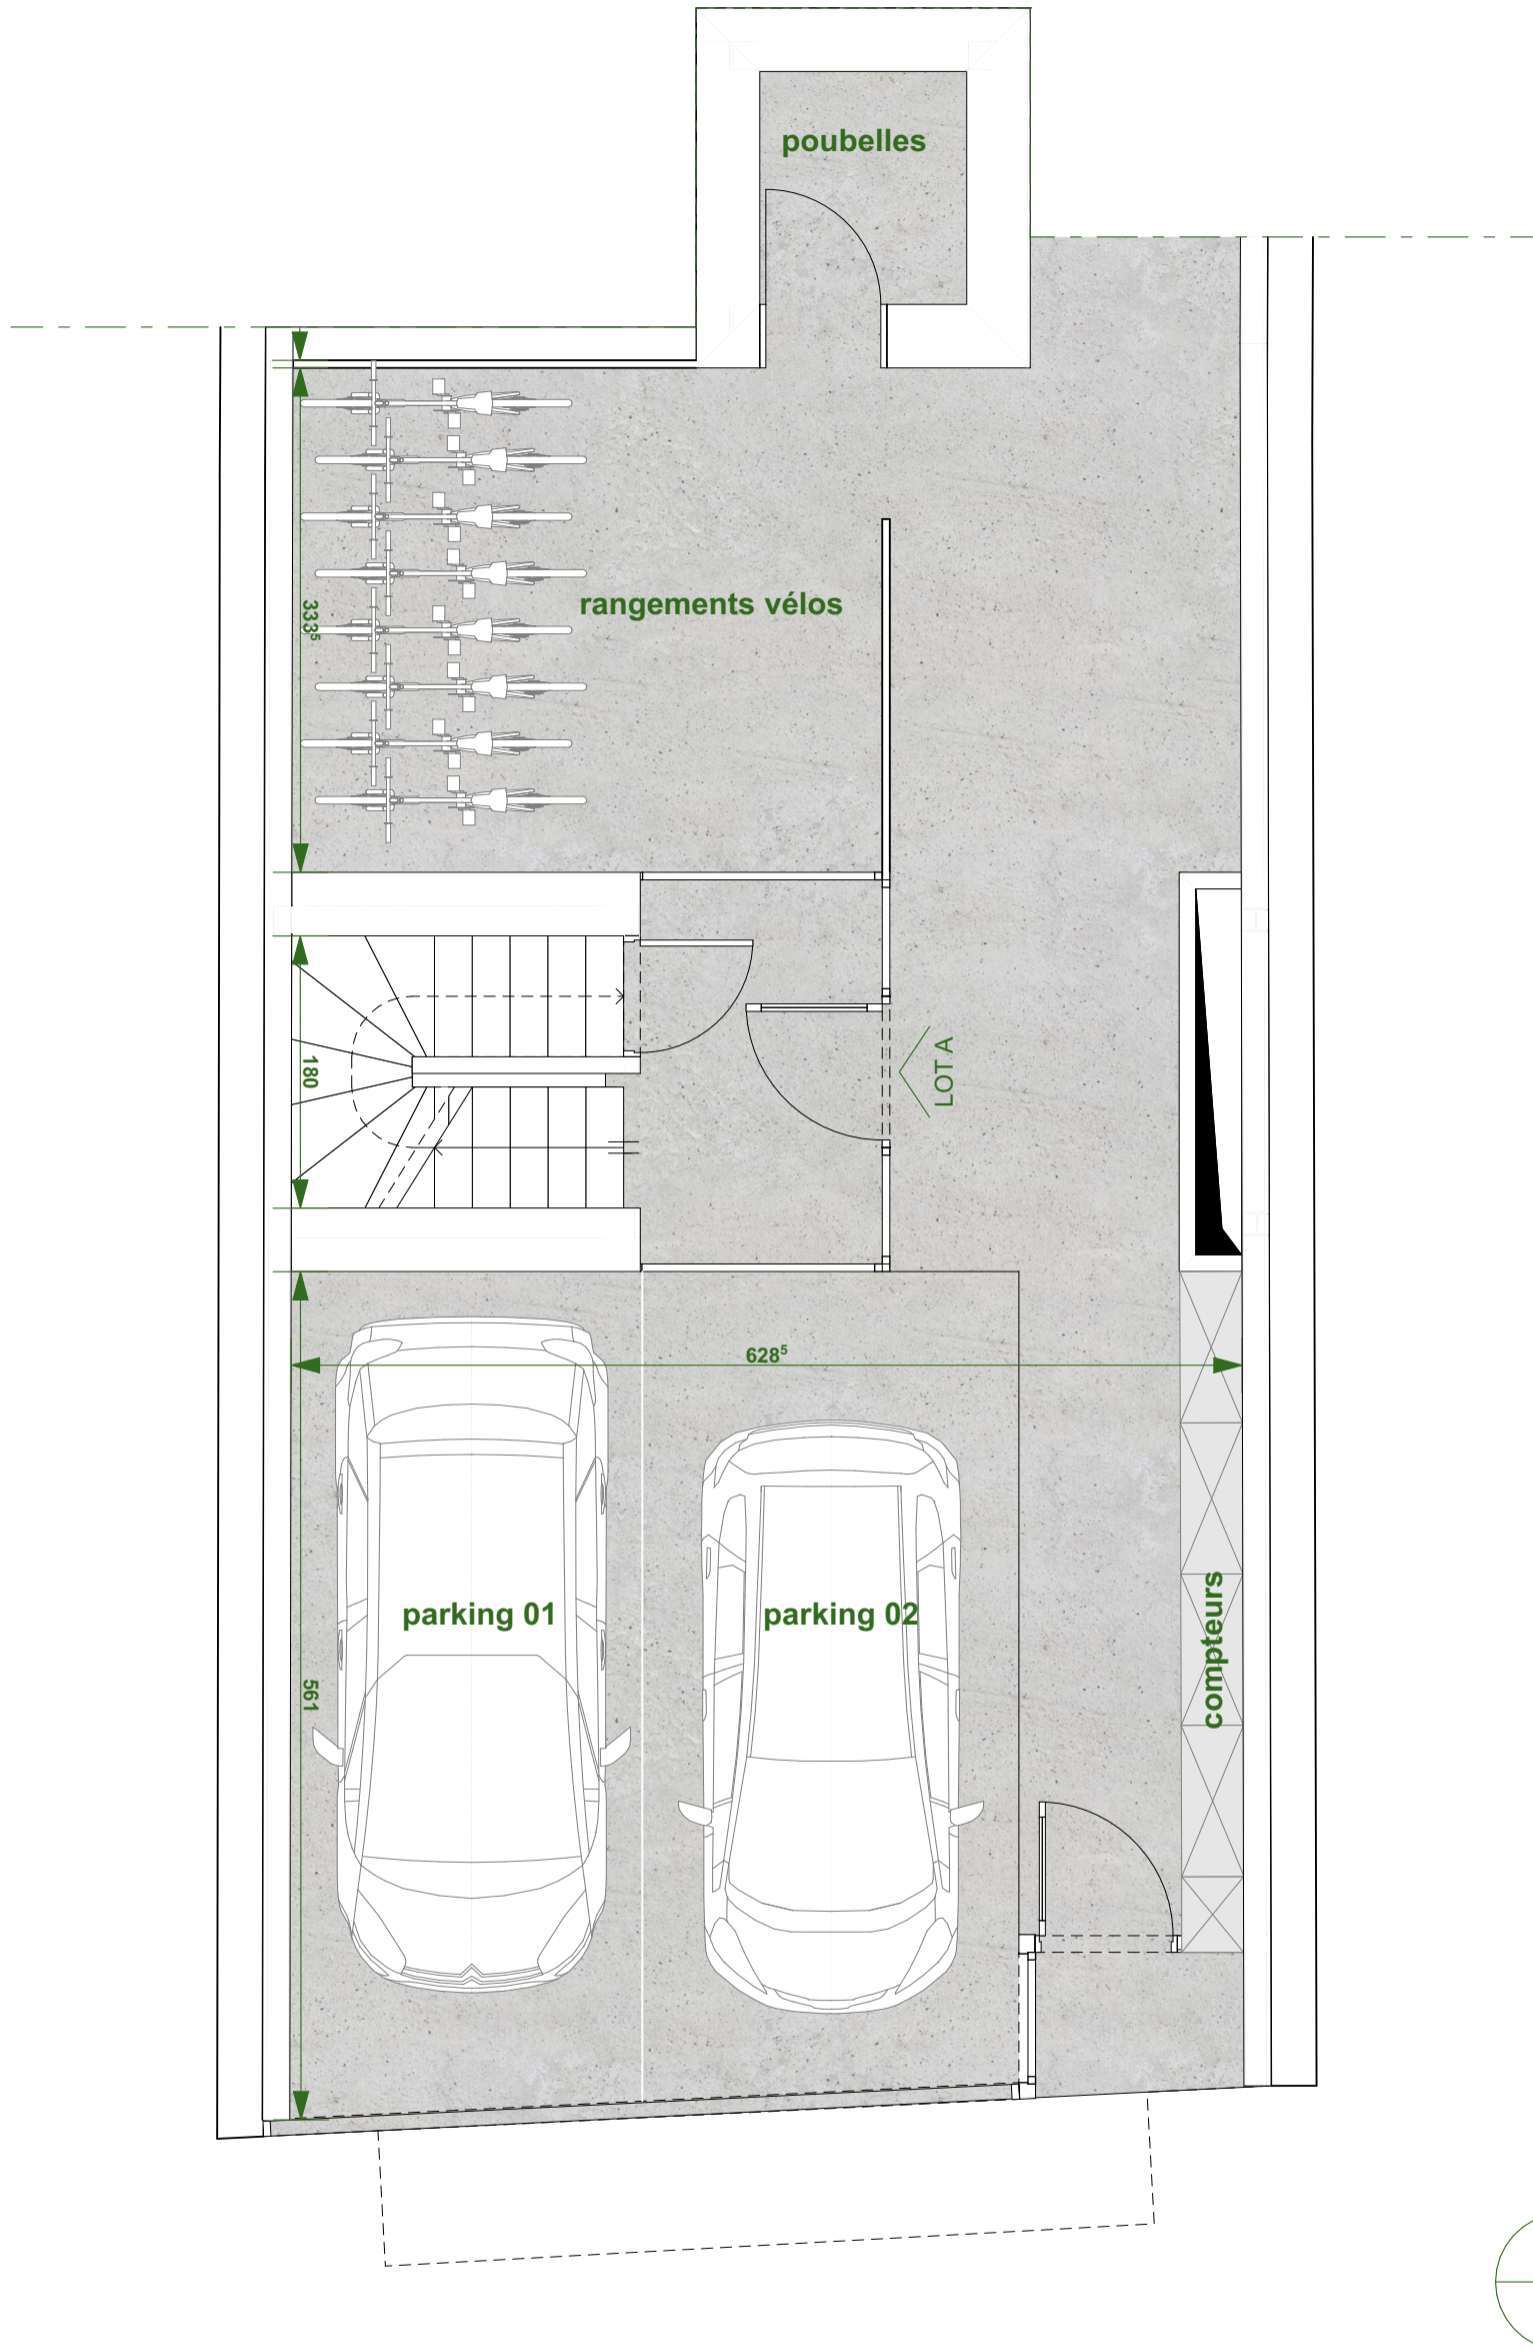 poubelles
rangements vélos
333⁵
180
LOT A
628⁵
parking 01
parking 02
compteurs
561